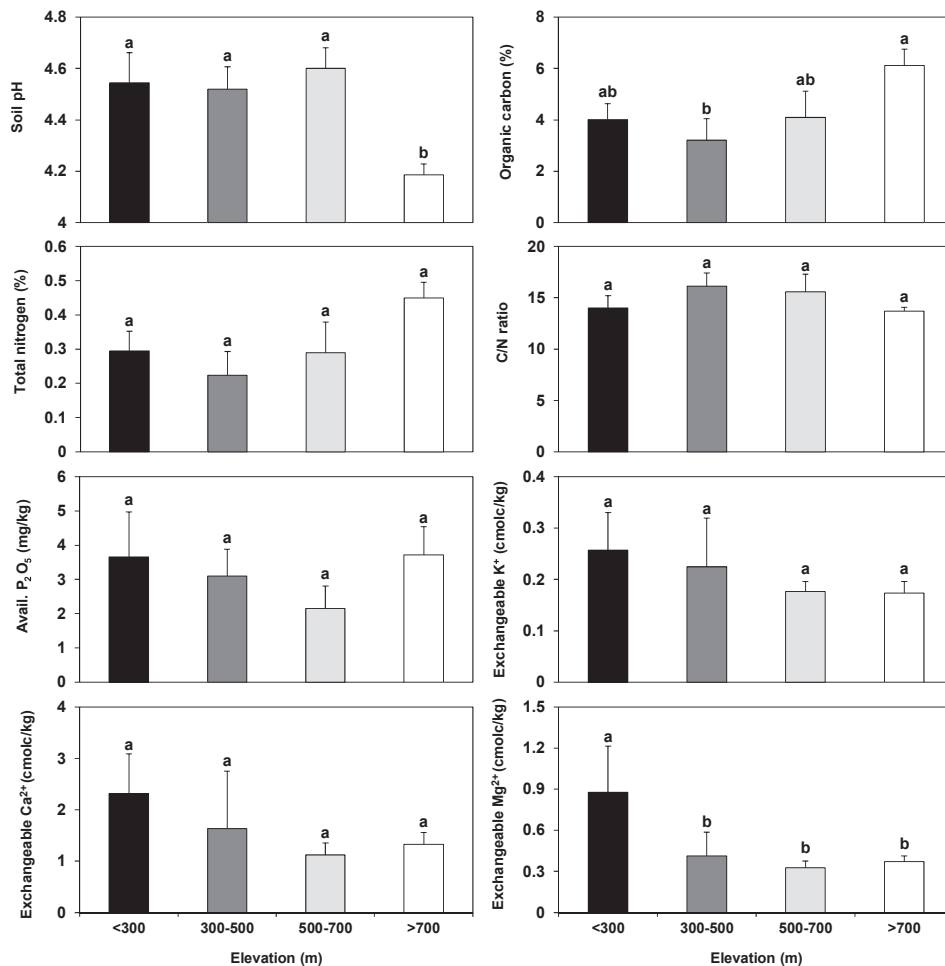 Soil pH
4.8
4.6
4.4
4.2
4
a
a
a
b
Organic carbon (%)
8
6
4
2
0
ab
b
ab
a
Total nitrogen (%)
0.6
0.5
0.4
0.3
0.2
0.1
0
a
a
a
a
C/N ratio
20
15
10
5
0
a
a
a
a
Avail. P₂ O₅ (mg/kg)
6
5
4
3
2
1
0
a
a
a
a
Exchangeable K⁺ (cmolc/kg)
0.4
0.3
0.2
0.1
0
a
a
a
a
Exchangeable Ca²⁺ (cmolc/kg)
4
3
2
1
0
a
a
a
a
<300 300-500 500-700 >700
Elevation (m)
Exchangeable Mg²⁺ (cmolc/kg)
1.5
1.2
0.9
0.6
0.3
0
a
b
b
b
<300 300-500 500-700 >700
Elevation (m)